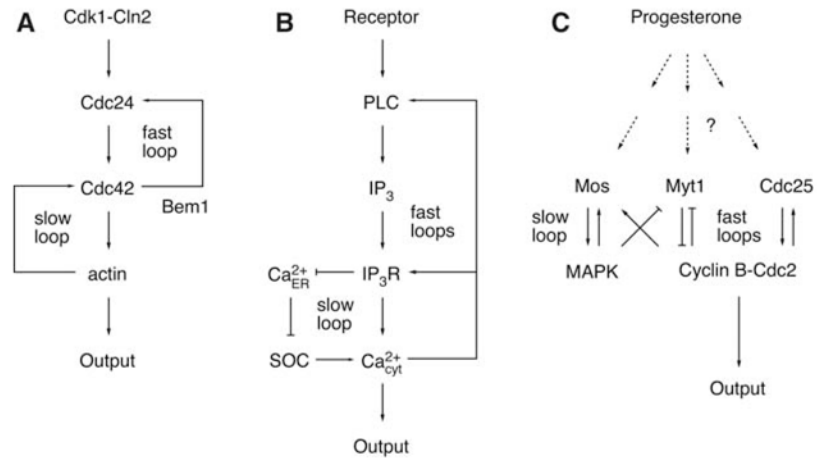 A
Cdk1-Cln2
Cdc24
fast
loop
Cdc42
Bem1
slow
loop
actin
Output
B
Receptor
PLC
IP3
fast
loops
Ca2+ER
IP3R
slow
loop
SOC
Ca2+cyt
Output
C
Progesterone
?
Mos
Myt1
Cdc25
slow
loop
fast
loops
MAPK
Cyclin B-Cdc2
Output